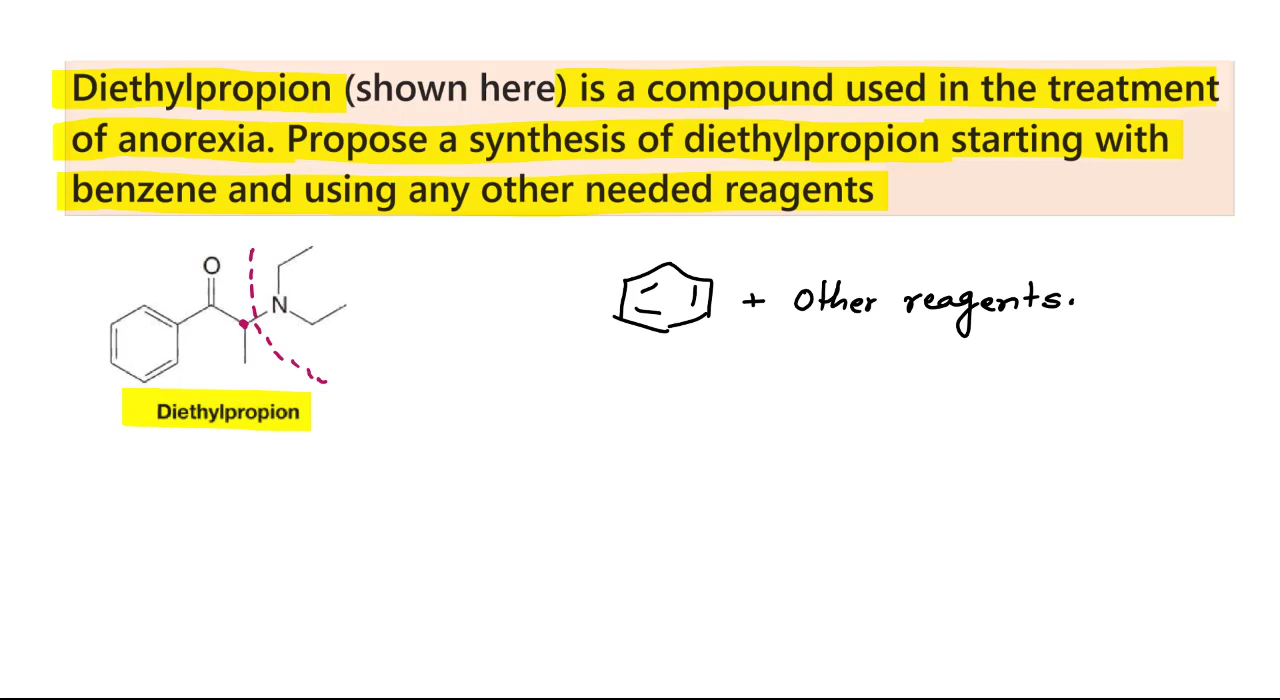 Diethylpropion (shown here) is a compound used in the treatment
of anorexia. Propose a synthesis of diethylpropion starting with
benzene and using any other needed reagents
O
N
+ Other reagents.
Diethylpropion